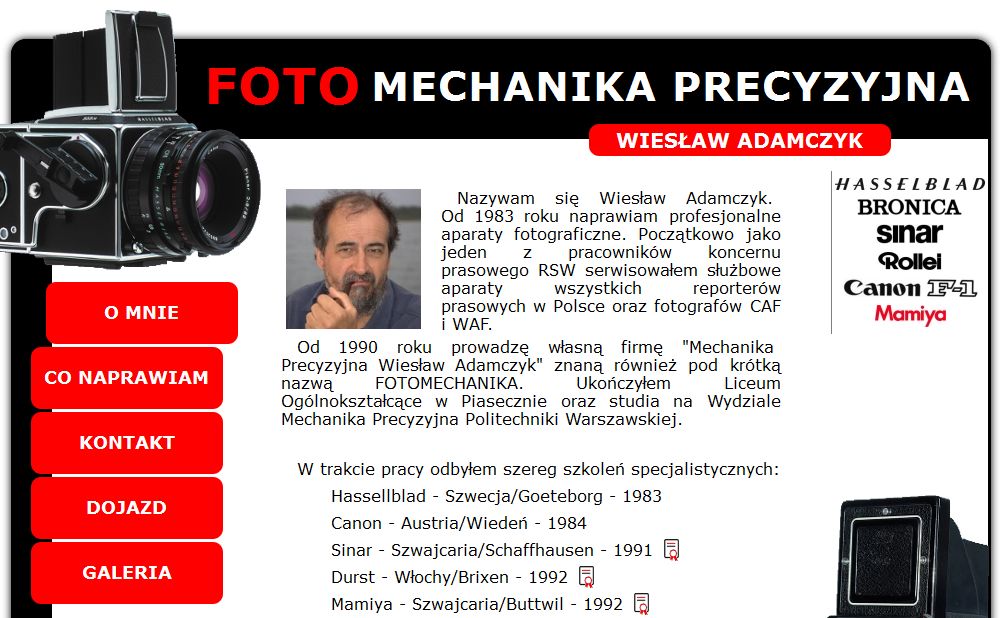 FOTO MECHANIKA PRECYZYJNA
WIESŁAW ADAMCZYK
HASSELBLAD
O MNIE
CO NAPRAWIAM
KONTAKT
DOJAZD
GALERIA
Nazywam się Wiesław Adamczyk.
Od 1983 roku naprawiam profesjonalne
aparaty fotograficzne. Początkowo jako
jeden z pracowników koncernu
prasowego RSW serwisowałem służbowe
aparaty wszystkich reporterów
prasowych w Polsce oraz fotografów CAF
i WAF.
Od 1990 roku prowadzę własną firmę "Mechanika
Precyzyjna Wiesław Adamczyk" znaną również pod krótką
nazwą FOTOMECHANIKA. Ukończyłem Liceum
Ogólnokształcące w Piasecznie oraz studia na Wydziale
Mechanika Precyzyjna Politechniki Warszawskiej.
W trakcie pracy odbyłem szereg szkoleń specjalistycznych:
Hassellblad - Szwecja/Goeteborg - 1983
Canon - Austria/Wiedeń - 1984
Sinar - Szwajcaria/Schaffhausen - 1991
Durst - Włochy/Brixen - 1992
Mamiya - Szwajcaria/Buttwil - 1992
HASSELBLAD
BRONICA
sınar
Rollei
Canon F-1
Mamiya